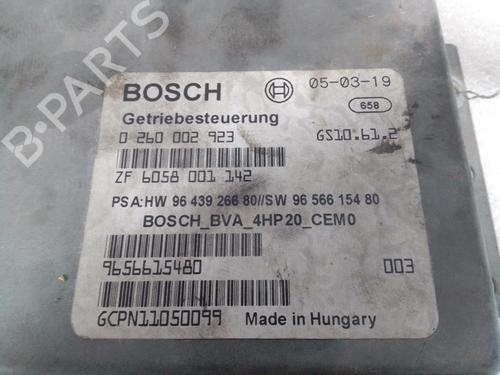 BOSCH 05-03-19
658
Getriebesteuerung
0 260 002 923 GS10.61.2
ZF 6058 001 142
PSA:HW 96 439 266 80//SW 96 566 154 80
BOSCH_BVA_4HP20_CEM0
9656615480 003
GCPN11050099 Made in Hungary
B-PARTS